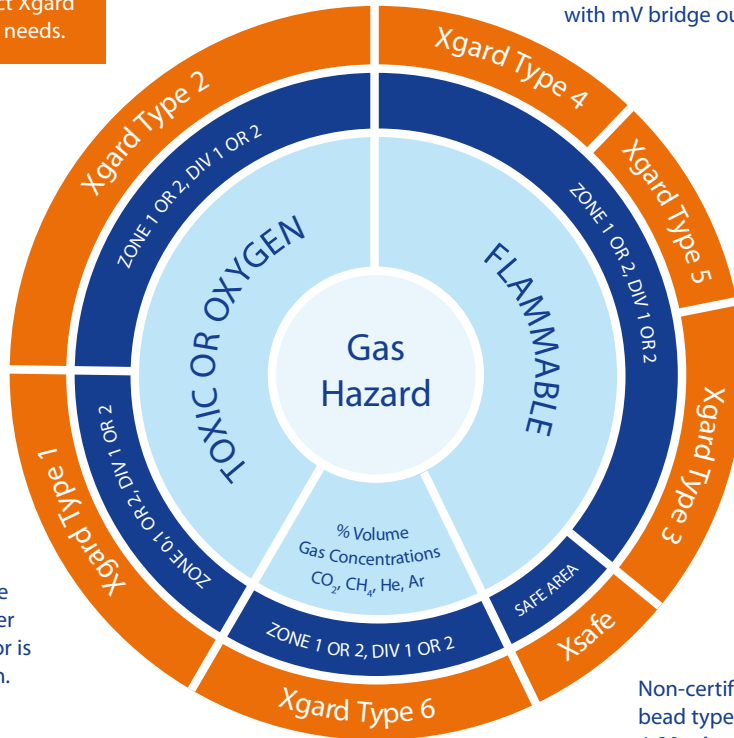 ct Xgard
needs.
with mV bridge ou
Xgard Type 2
Xgard Type 4
Xgard Type 5
Xgard Type 3
Xsafe
Xgard Type 6
Xgard Type 1
ZONE 1 OR 2, DIV 1 OR 2
ZONE 1 OR 2, DIV 1 OR 2
SAFE AREA
ZONE 1 OR 2, DIV 1 OR 2
ZONE 0,1 OR 2, DIV 1 OR 2
TOXIC OR OXYGEN
FLAMMABLE
Gas
Hazard
% Volume
Gas Concentrations
CO₂, CH₄, He, Ar
e
er
or is
n.
Non-certif
bead type